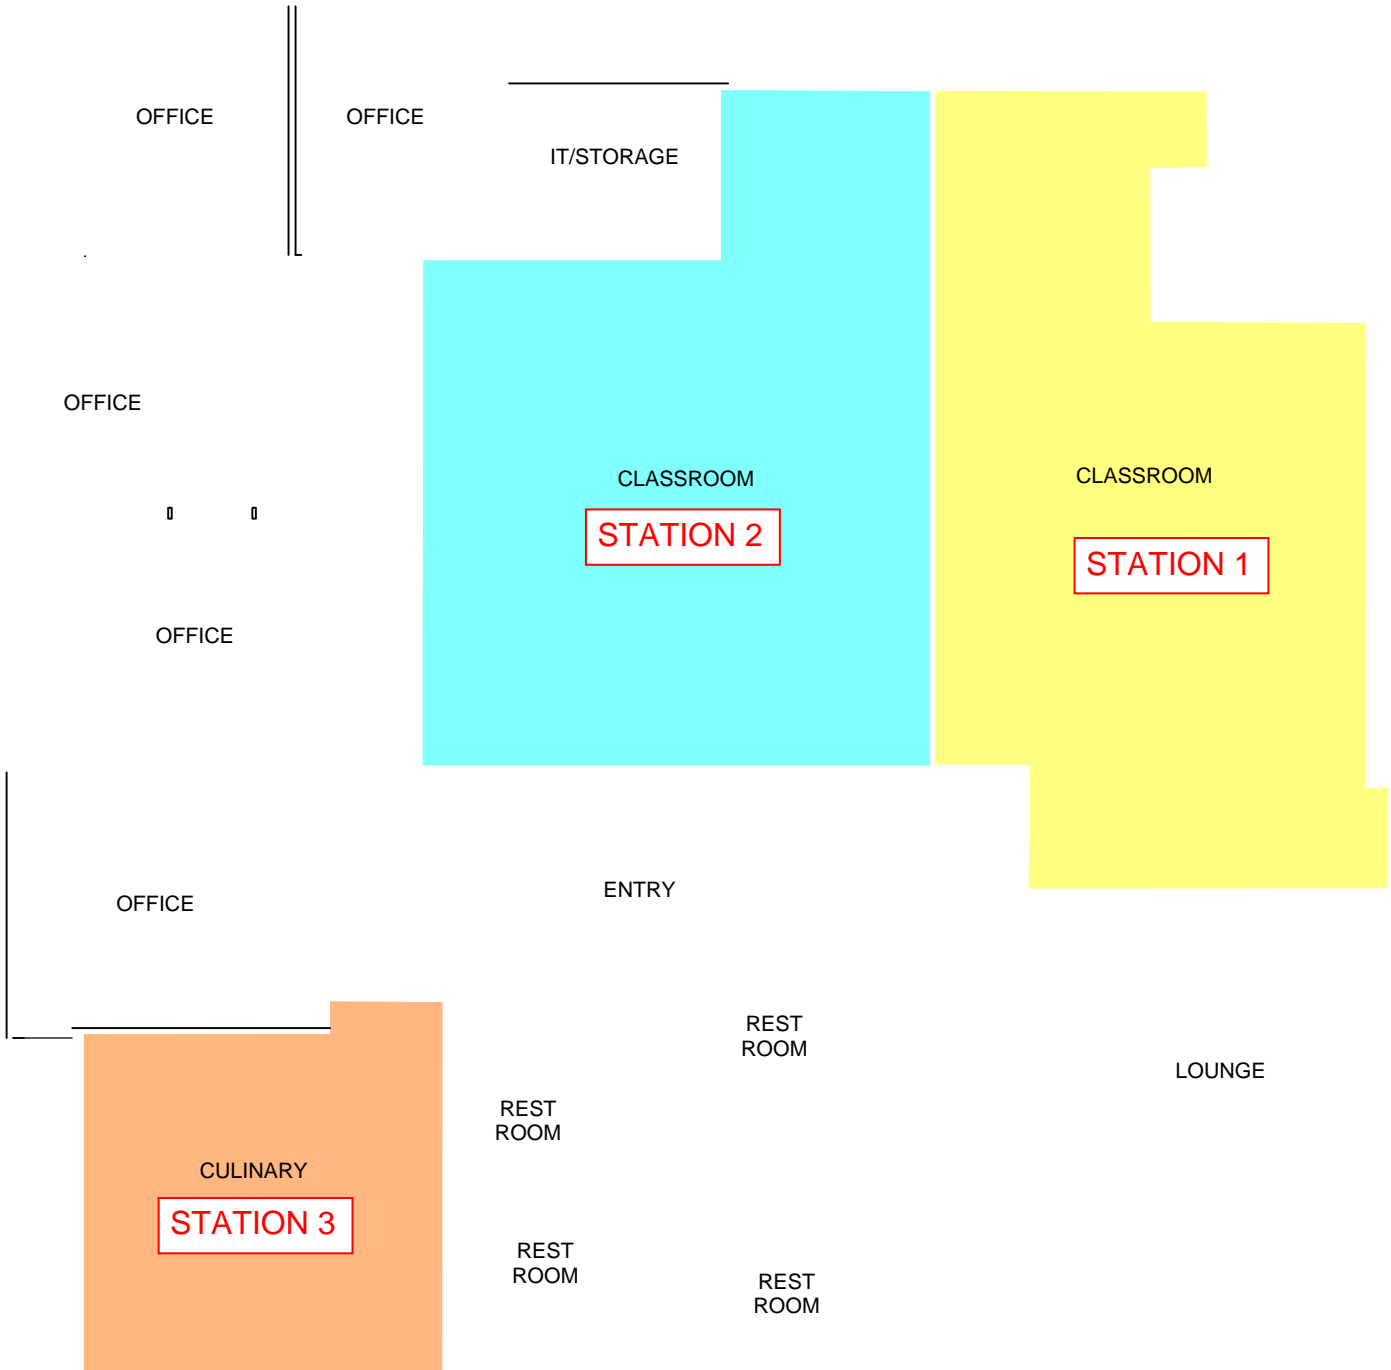 OFFICE
OFFICE
IT/STORAGE
OFFICE
CLASSROOM
STATION 2
CLASSROOM
STATION 1
OFFICE
OFFICE
ENTRY
REST
ROOM
LOUNGE
REST
ROOM
CULINARY
STATION 3
REST
ROOM
REST
ROOM